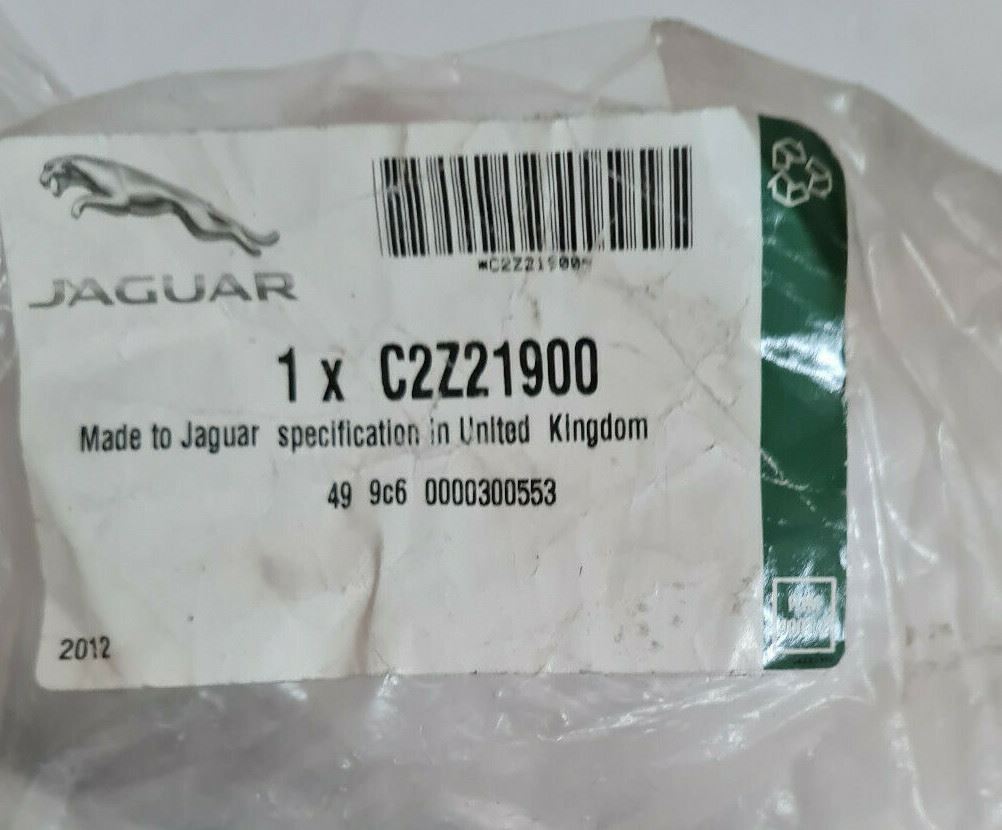 JAGUAR
*C2Z21900*
1 x C2Z21900
Made to Jaguar specification in United Kingdom
49 9c6 0000300553
2012